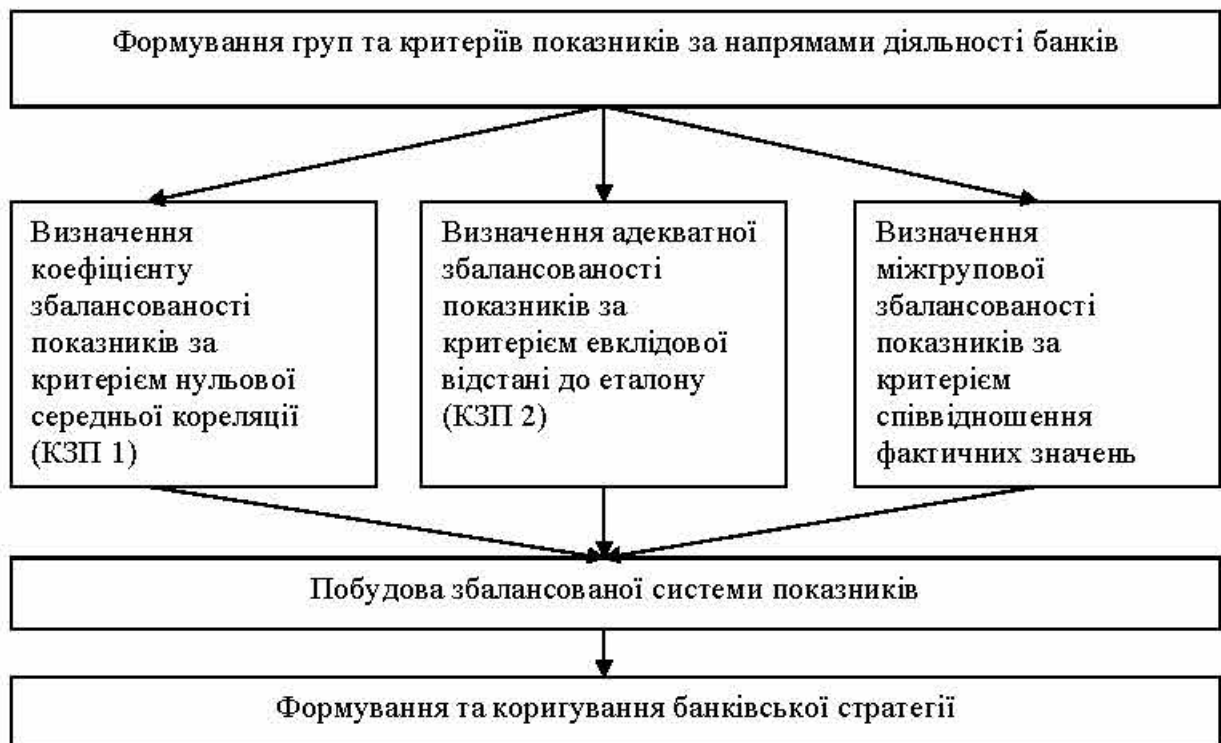 Формування груп та критеріїв показників за напрямами діяльності банків
Визначення
коефіцієнту
збалансованості
показників за
критерієм нульової
середньої кореляції
(КЗП 1)
Визначення адекватної
збалансованості
показників за
критерієм евклідової
відстані до еталону
(КЗП 2)
Визначення
міжгрупової
збалансованості
показників за
критерієм
співвідношення
фактичних значень
Побудова збалансованої системи показників
Формування та коригування банківської стратегії